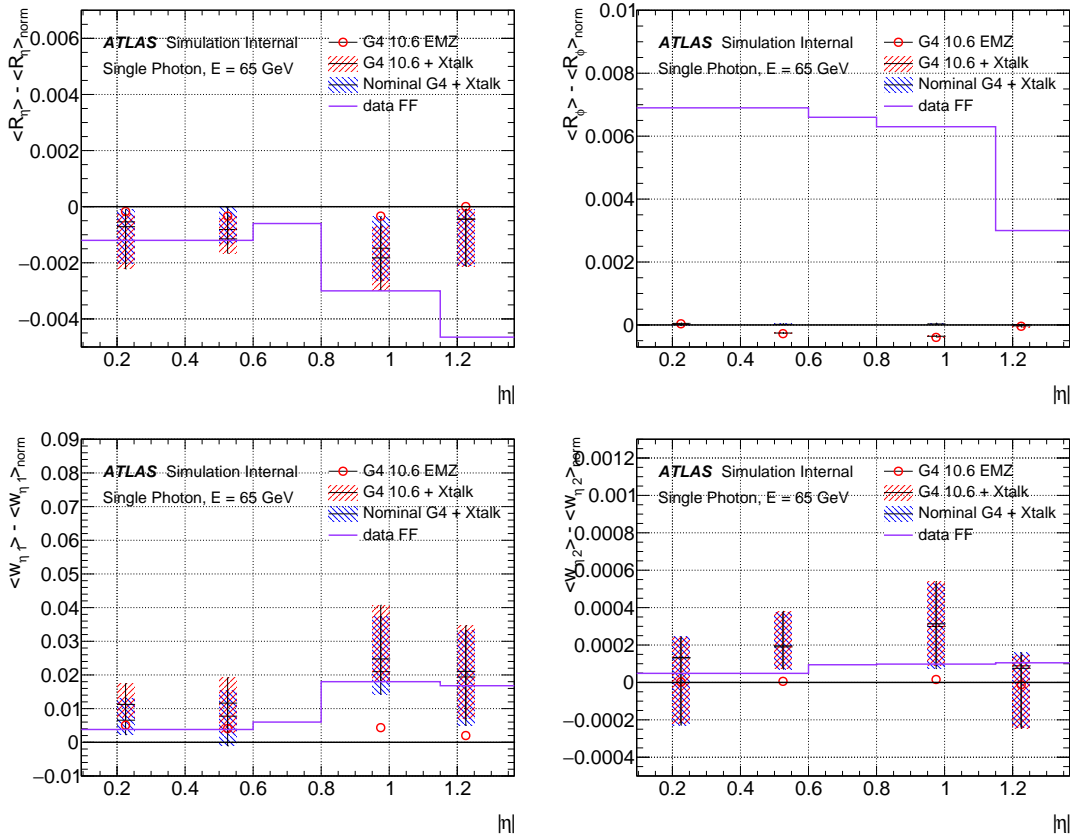 <R_η> - <R_η>_norm
0.006
0.004
0.002
0
−0.002
−0.004
0.2 0.4 0.6 0.8 1 1.2
|η|
ATLAS Simulation Internal
Single Photon, E = 65 GeV
G4 10.6 EMZ
G4 10.6 + Xtalk
Nominal G4 + Xtalk
data FF
<R_ϕ> - <R_ϕ>_norm
0.01
0.008
0.006
0.004
0.002
0
0.2 0.4 0.6 0.8 1 1.2
|η|
ATLAS Simulation Internal
Single Photon, E = 65 GeV
G4 10.6 EMZ
G4 10.6 + Xtalk
Nominal G4 + Xtalk
data FF
<w_η 1> - <w_η 1>_norm
0.09
0.08
0.07
0.06
0.05
0.04
0.03
0.02
0.01
0
−0.01
0.2 0.4 0.6 0.8 1 1.2
|η|
ATLAS Simulation Internal
Single Photon, E = 65 GeV
G4 10.6 EMZ
G4 10.6 + Xtalk
Nominal G4 + Xtalk
data FF
<w_η 2> - <w_η 2>_norm
0.0012
0.001
0.0008
0.0006
0.0004
0.0002
0
−0.0002
−0.0004
0.2 0.4 0.6 0.8 1 1.2
|η|
ATLAS Simulation Internal
Single Photon, E = 65 GeV
G4 10.6 EMZ
G4 10.6 + Xtalk
Nominal G4 + Xtalk
data FF